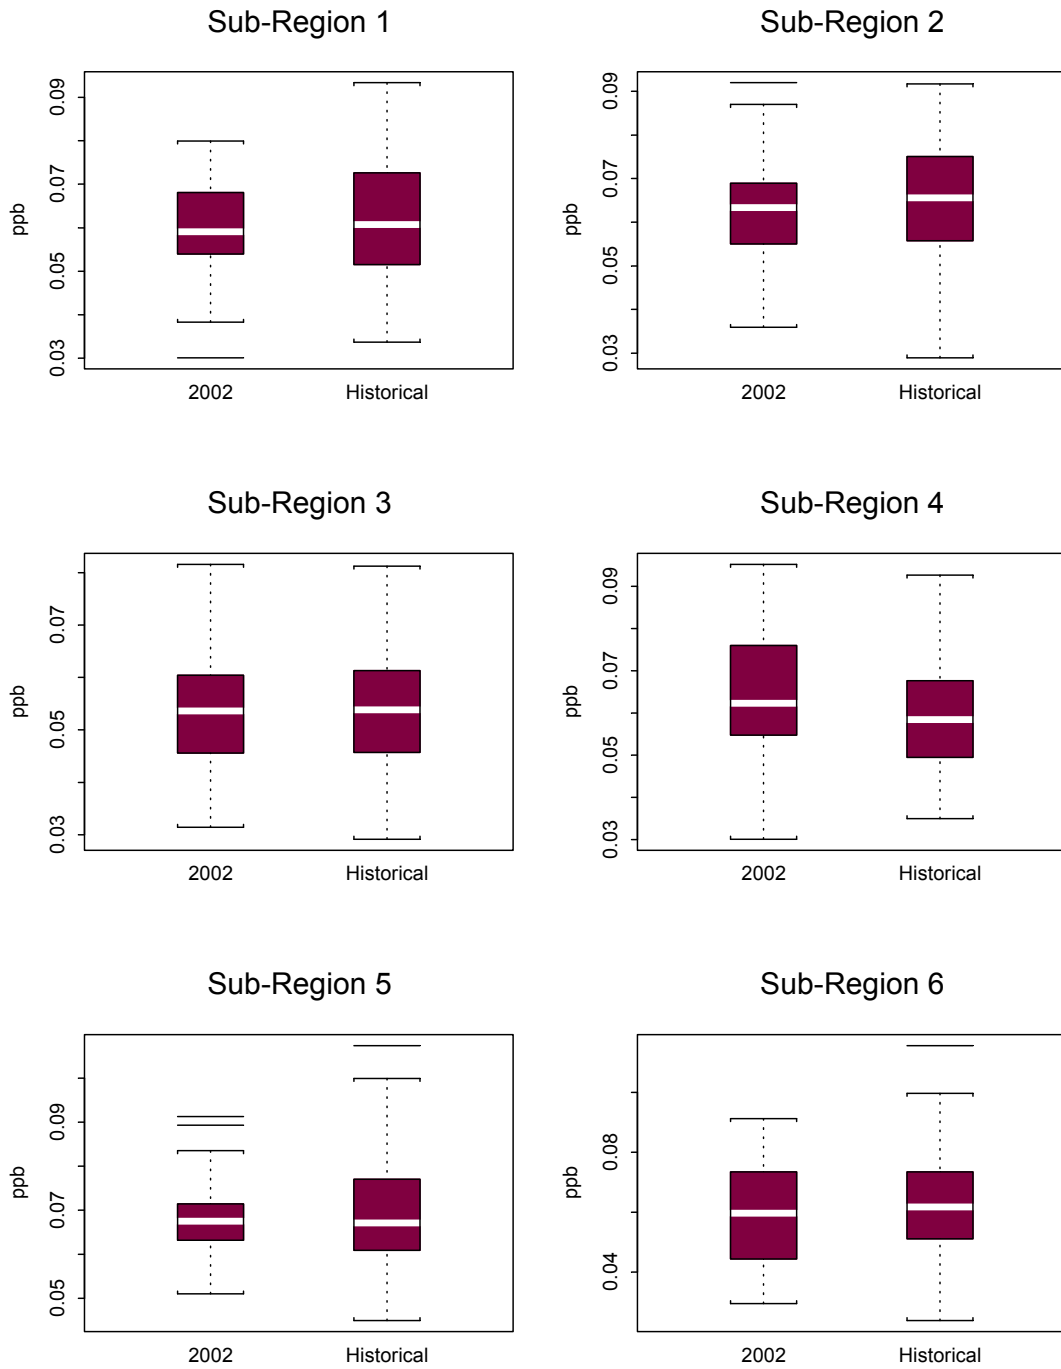 Sub-Region 1
ppb
0.09
0.07
0.05
0.03
2002 Historical
Sub-Region 2
ppb
0.09
0.07
0.05
0.03
2002 Historical
Sub-Region 3
ppb
0.07
0.05
0.03
2002 Historical
Sub-Region 4
ppb
0.09
0.07
0.05
0.03
2002 Historical
Sub-Region 5
ppb
0.09
0.07
0.05
2002 Historical
Sub-Region 6
ppb
0.08
0.04
2002 Historical